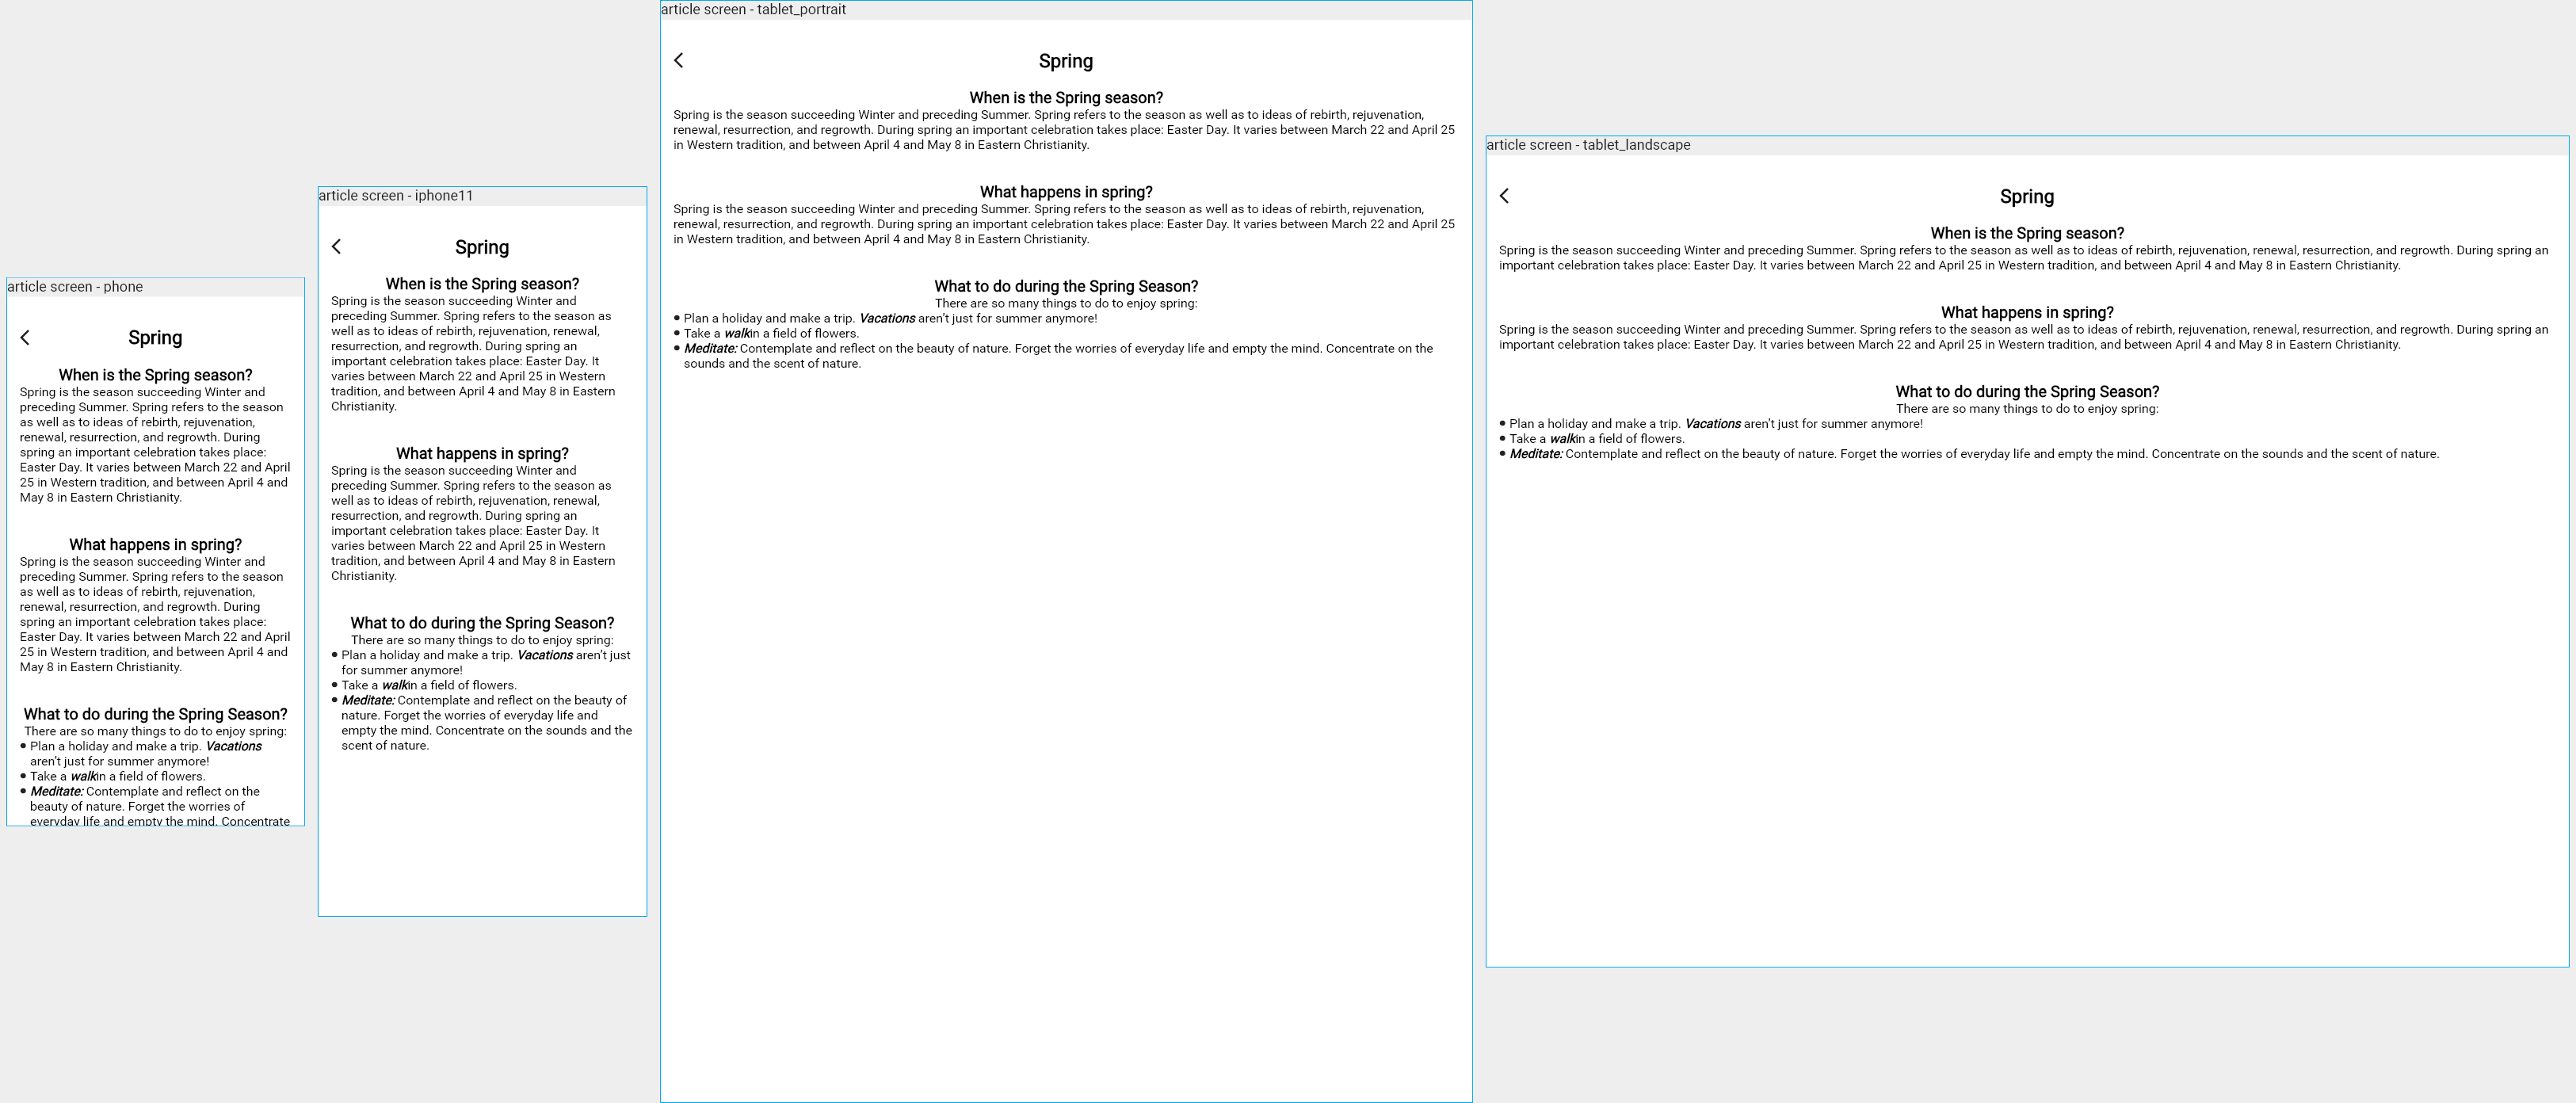 article screen - phone
Spring
When is the Spring season?
Spring is the season succeeding Winter and
preceding Summer. Spring refers to the season
as well as to ideas of rebirth, rejuvenation,
renewal, resurrection, and regrowth. During
spring an important celebration takes place:
Easter Day. It varies between March 22 and April
25 in Western tradition, and between April 4 and
May 8 in Eastern Christianity.
What happens in spring?
Spring is the season succeeding Winter and
preceding Summer. Spring refers to the season
as well as to ideas of rebirth, rejuvenation,
renewal, resurrection, and regrowth. During
spring an important celebration takes place:
Easter Day. It varies between March 22 and April
25 in Western tradition, and between April 4 and
May 8 in Eastern Christianity.
What to do during the Spring Season?
There are so many things to do to enjoy spring:
● Plan a holiday and make a trip. Vacations
aren’t just for summer anymore!
● Take a walkin a field of flowers.
● Meditate: Contemplate and reflect on the
beauty of nature. Forget the worries of
everyday life and empty the mind. Concentrate
article screen - iphone11
Spring
When is the Spring season?
Spring is the season succeeding Winter and
preceding Summer. Spring refers to the season as
well as to ideas of rebirth, rejuvenation, renewal,
resurrection, and regrowth. During spring an
important celebration takes place: Easter Day. It
varies between March 22 and April 25 in Western
tradition, and between April 4 and May 8 in Eastern
Christianity.
What happens in spring?
Spring is the season succeeding Winter and
preceding Summer. Spring refers to the season as
well as to ideas of rebirth, rejuvenation, renewal,
resurrection, and regrowth. During spring an
important celebration takes place: Easter Day. It
varies between March 22 and April 25 in Western
tradition, and between April 4 and May 8 in Eastern
Christianity.
What to do during the Spring Season?
There are so many things to do to enjoy spring:
● Plan a holiday and make a trip. Vacations aren’t just
for summer anymore!
● Take a walkin a field of flowers.
● Meditate: Contemplate and reflect on the beauty of
nature. Forget the worries of everyday life and
empty the mind. Concentrate on the sounds and the
scent of nature.
article screen - tablet_portrait
Spring
When is the Spring season?
Spring is the season succeeding Winter and preceding Summer. Spring refers to the season as well as to ideas of rebirth, rejuvenation,
renewal, resurrection, and regrowth. During spring an important celebration takes place: Easter Day. It varies between March 22 and April 25
in Western tradition, and between April 4 and May 8 in Eastern Christianity.
What happens in spring?
Spring is the season succeeding Winter and preceding Summer. Spring refers to the season as well as to ideas of rebirth, rejuvenation,
renewal, resurrection, and regrowth. During spring an important celebration takes place: Easter Day. It varies between March 22 and April 25
in Western tradition, and between April 4 and May 8 in Eastern Christianity.
What to do during the Spring Season?
There are so many things to do to enjoy spring:
● Plan a holiday and make a trip. Vacations aren’t just for summer anymore!
● Take a walkin a field of flowers.
● Meditate: Contemplate and reflect on the beauty of nature. Forget the worries of everyday life and empty the mind. Concentrate on the
sounds and the scent of nature.
article screen - tablet_landscape
Spring
When is the Spring season?
Spring is the season succeeding Winter and preceding Summer. Spring refers to the season as well as to ideas of rebirth, rejuvenation, renewal, resurrection, and regrowth. During spring an
important celebration takes place: Easter Day. It varies between March 22 and April 25 in Western tradition, and between April 4 and May 8 in Eastern Christianity.
What happens in spring?
Spring is the season succeeding Winter and preceding Summer. Spring refers to the season as well as to ideas of rebirth, rejuvenation, renewal, resurrection, and regrowth. During spring an
important celebration takes place: Easter Day. It varies between March 22 and April 25 in Western tradition, and between April 4 and May 8 in Eastern Christianity.
What to do during the Spring Season?
There are so many things to do to enjoy spring:
● Plan a holiday and make a trip. Vacations aren’t just for summer anymore!
● Take a walkin a field of flowers.
● Meditate: Contemplate and reflect on the beauty of nature. Forget the worries of everyday life and empty the mind. Concentrate on the sounds and the scent of nature.